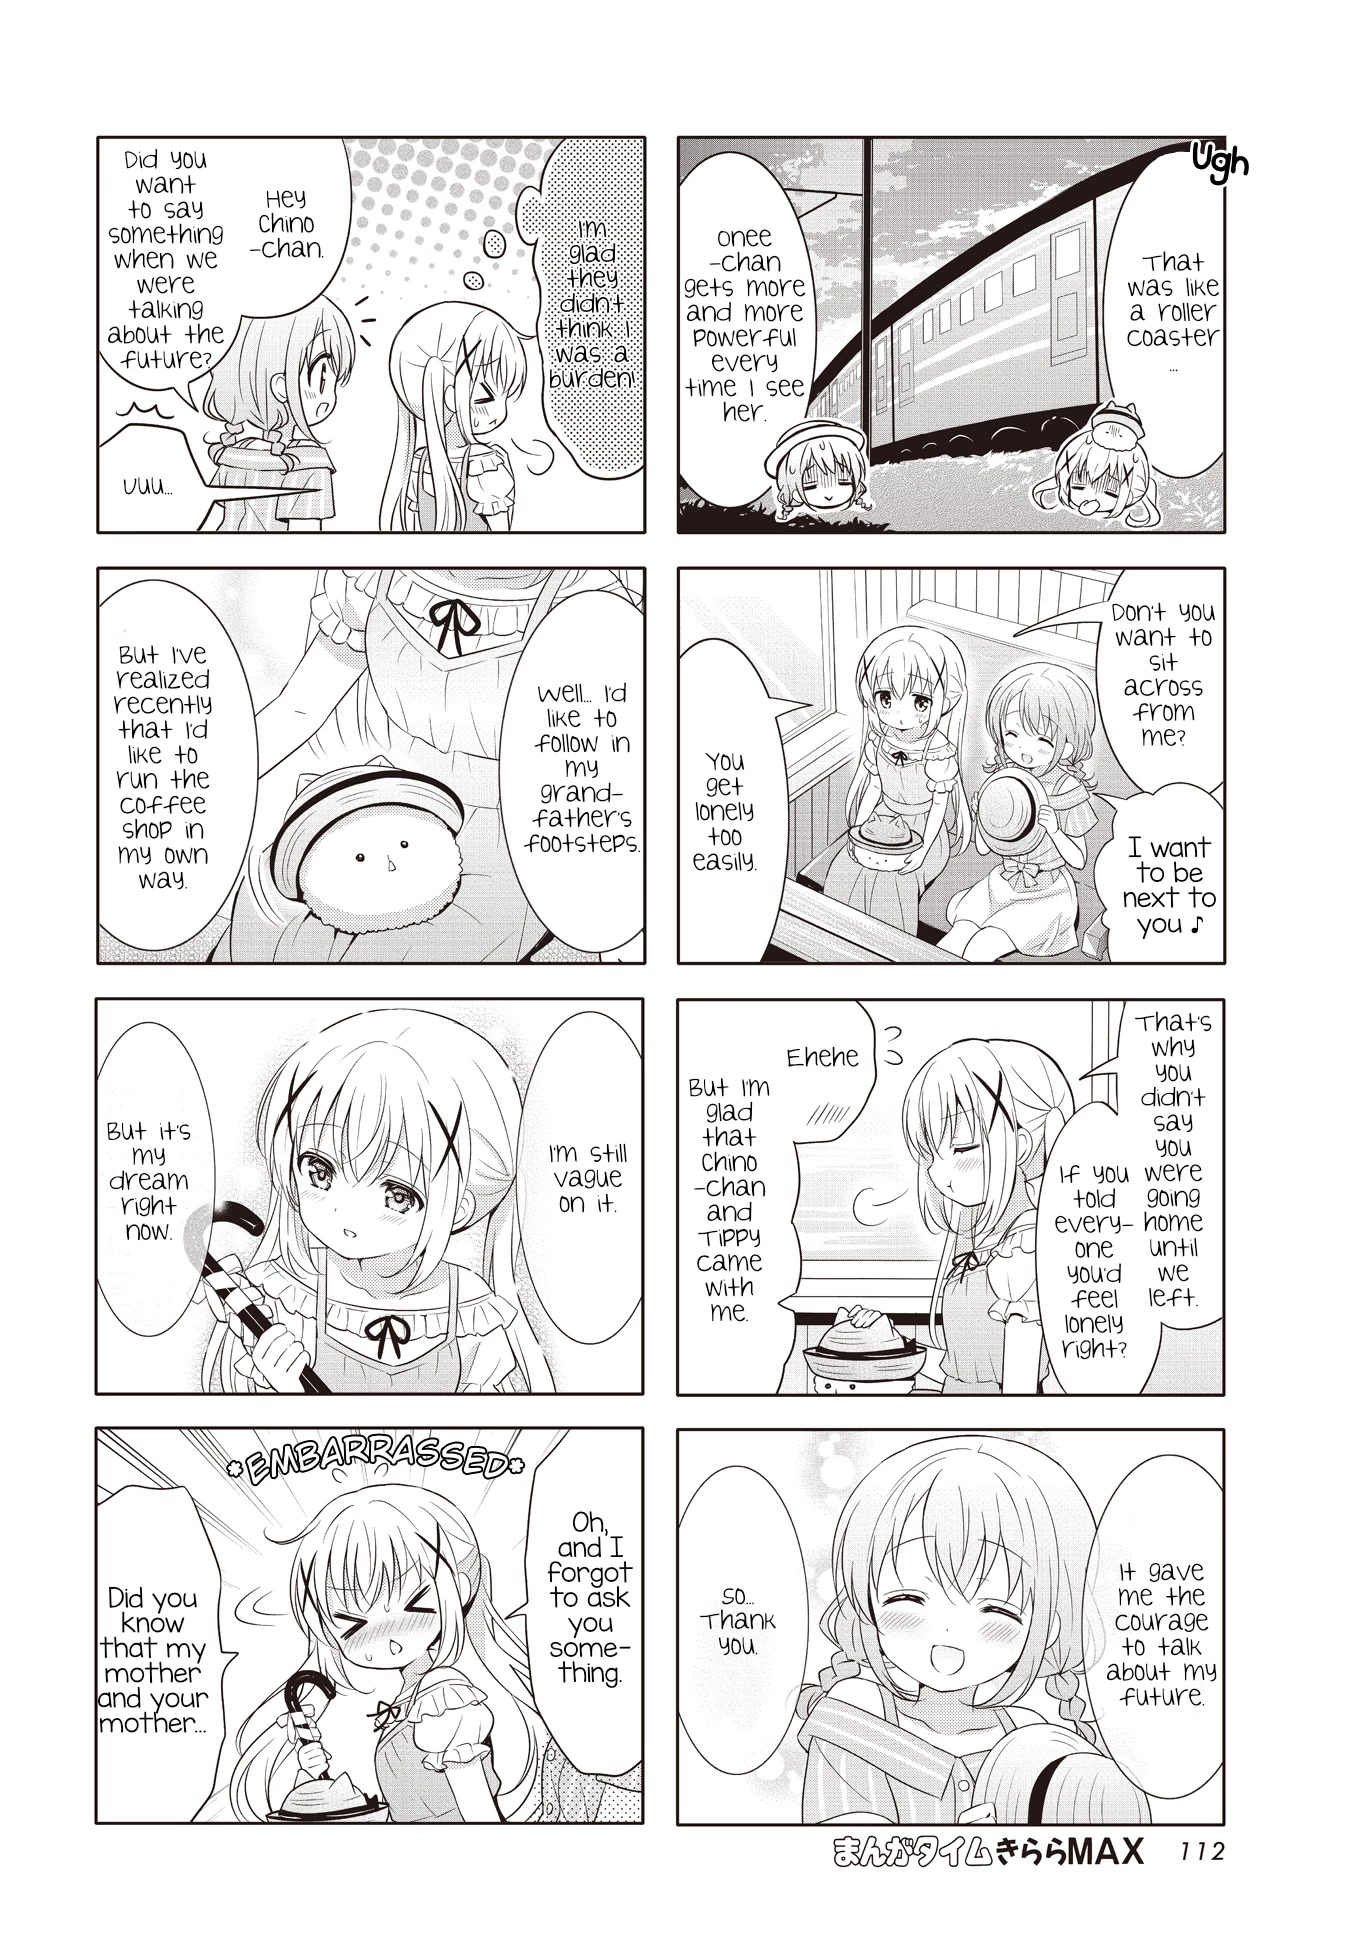 Ugh
That
was like
a roller
coaster
...
Onee
-chan
gets more
and more
powerful
every
time I see
her.
Don't you
want to
sit
across
from
me?
I want
to be
next to
you ♪
You
get
lonely
too
easily.
That's
why
you
didn't
say
you
were
going
home
until
we
left.
If you
told
every-
one
you'd
feel
lonely
right?
Ehehe
But I'm
glad
that
Chino
-chan
and
Tippy
came
with
me.
It gave
me the
courage
to talk
about my
future.
So...
Thank
you.
I'm
glad
they
didn't
think I
was a
burden!
Hey
Chino
-chan.
Did you
want
to say
something
when we
were
talking
about the
future?
Uuu...
Well... I'd
like to
follow in
my
grand-
father's
footsteps.
But I've
realized
recently
that I'd
like to
run the
coffee
shop in
my own
way.
I'm still
vague
on it.
But it's
my
dream
right
now.
*EMBARRASSED*
Oh,
and I
forgot
to ask
you
some-
thing.
Did you
know
that my
mother
and your
mother...
まんがタイムきららMAX 112